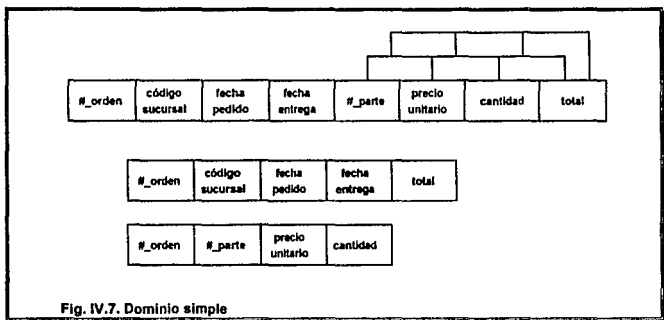 #_orden código sucursal fecha pedido fecha entrega #_parte precio unitario cantidad total
#_orden código sucursal fecha pedido fecha entrega total
#_orden #_parte precio unitario cantidad
Fig. IV.7. Dominio simple